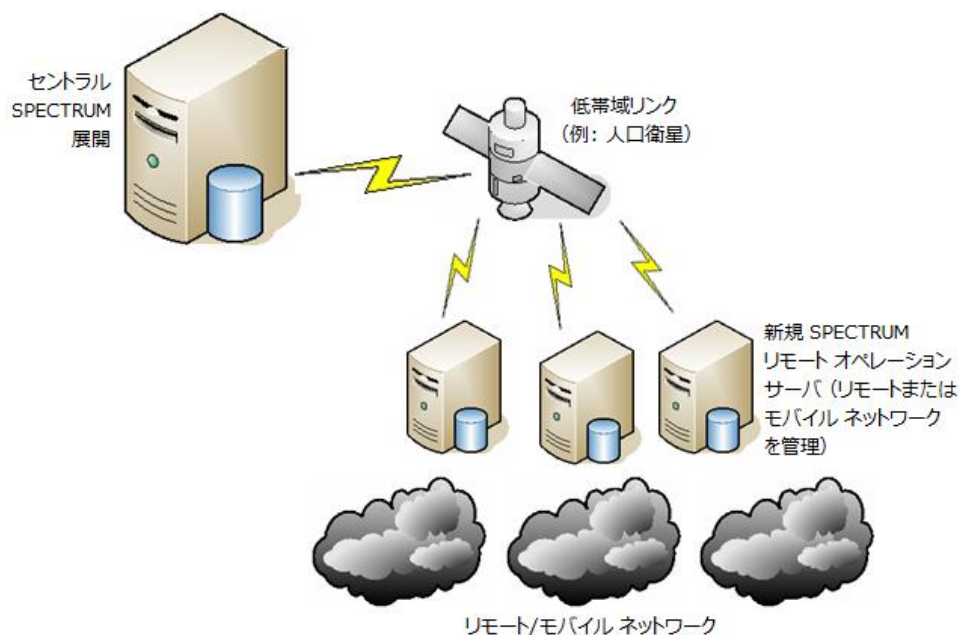 セントラル
SPECTRUM
展開
低帯域リンク
（例： 人口衛星）
新規 SPECTRUM
リモート オペレーション
サーバ （リモートまたは
モバイル ネットワーク
を管理）
リモート/モバイル ネットワーク